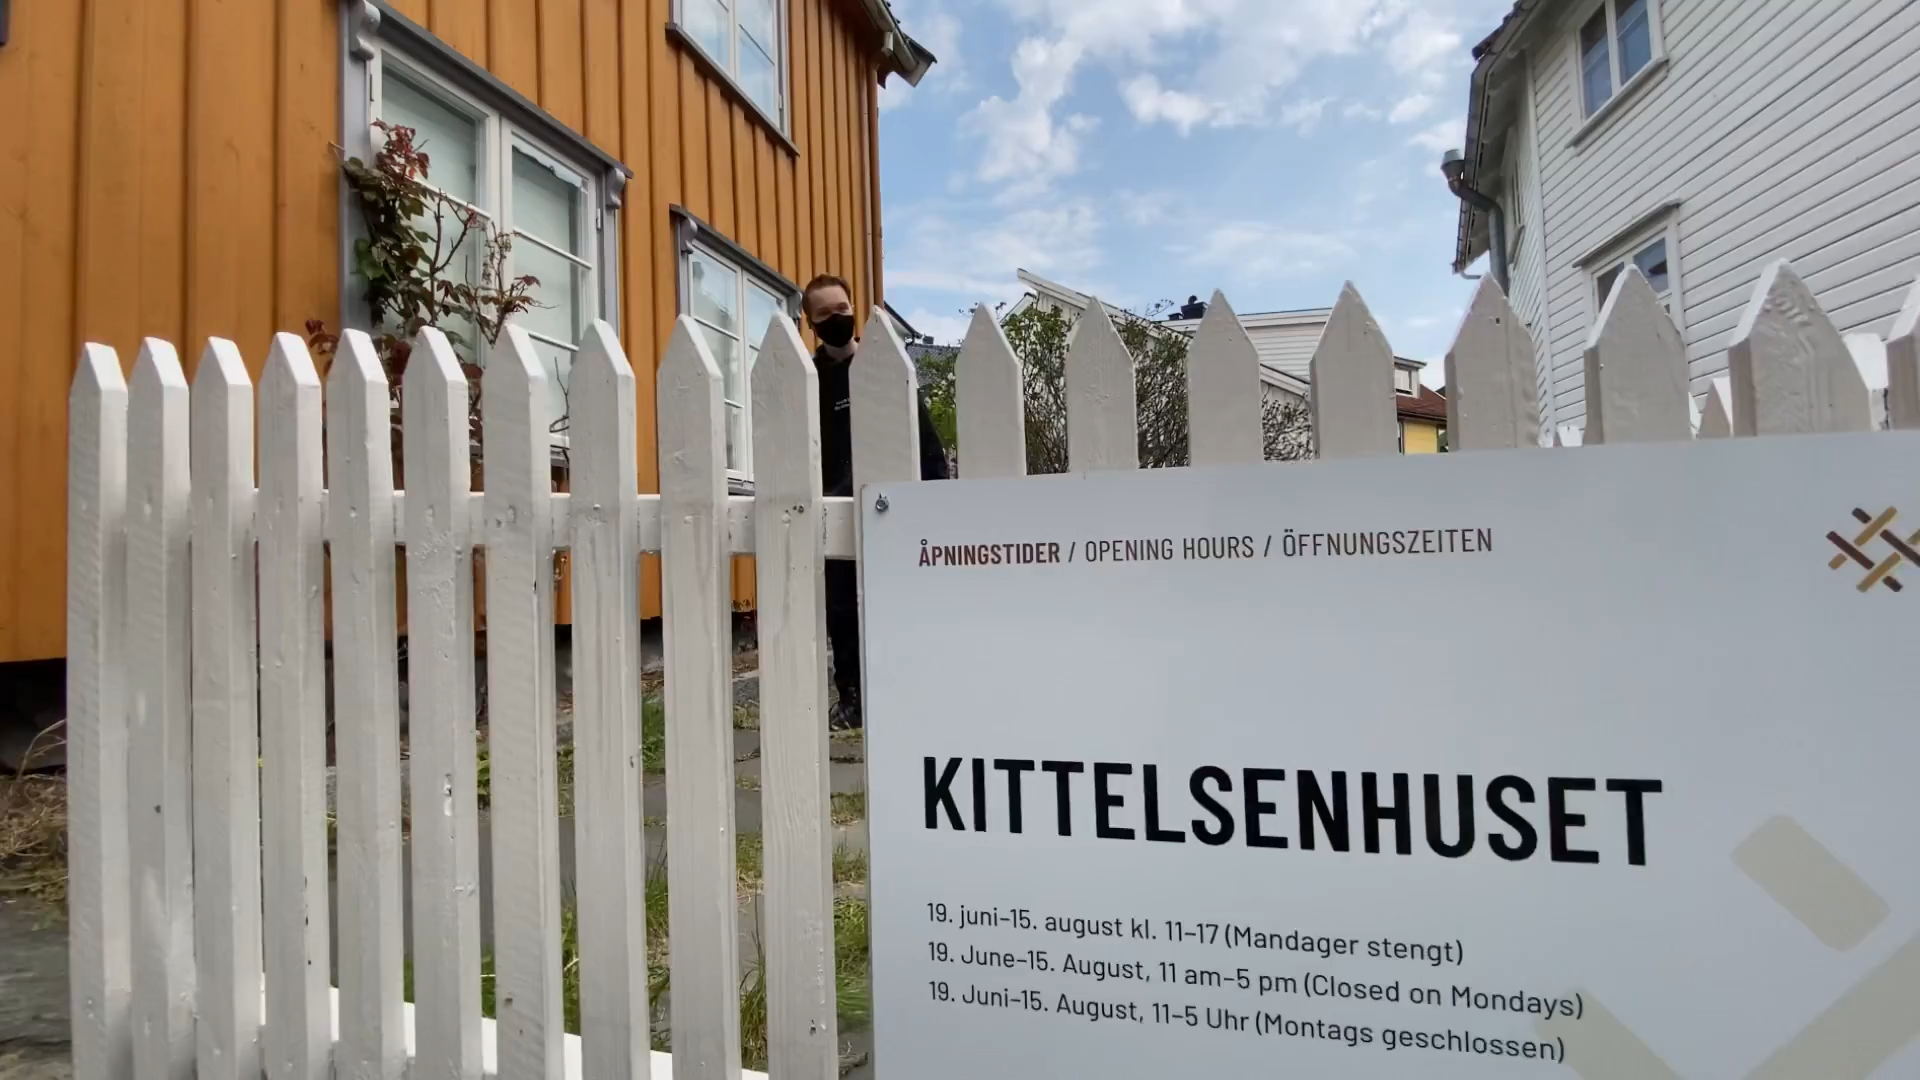 ÅPNINGSTIDER / OPENING HOURS / ÖFFNUNGSZEITEN
KITTELSENHUSET
19. juni–15. august kl. 11–17 (Mandager stengt)
19. June–15. August, 11 am–5 pm (Closed on Mondays)
19. Juni–15. August, 11–5 Uhr (Montags geschlossen)